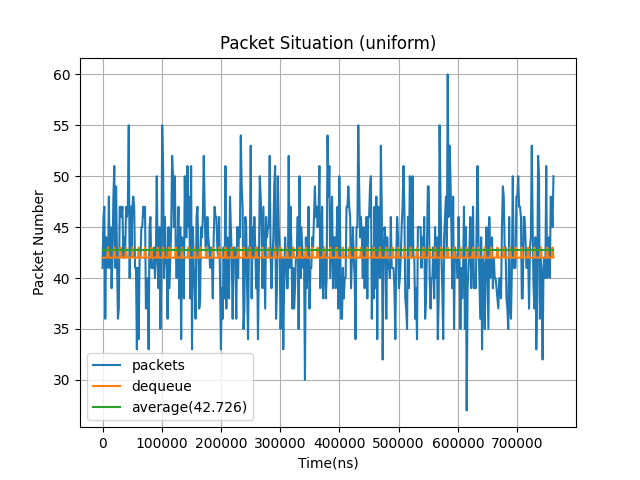 Packet Situation (uniform)
Packet Number
60
55
50
45
40
35
30
packets
dequeue
average(42.726)
0 100000 200000 300000 400000 500000 600000 700000
Time(ns)